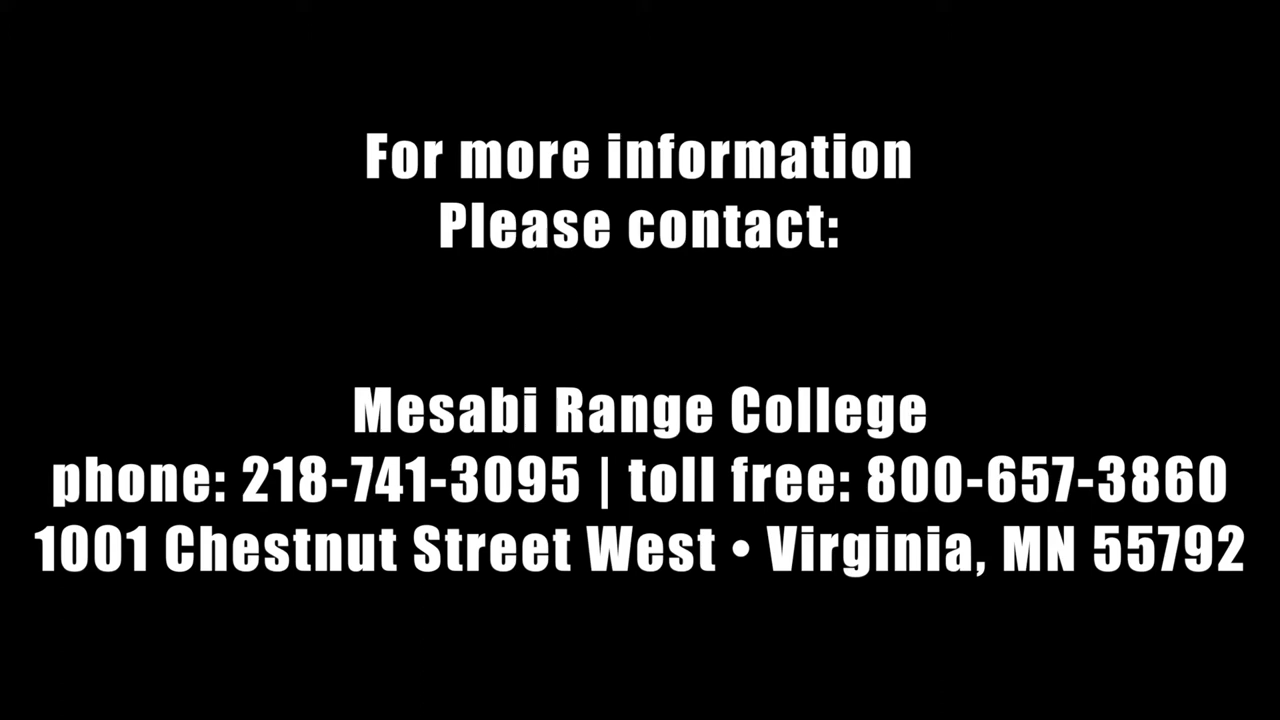 For more information
Please contact:
Mesabi Range College
phone: 218-741-3095 | toll free: 800-657-3860
1001 Chestnut Street West • Virginia, MN 55792